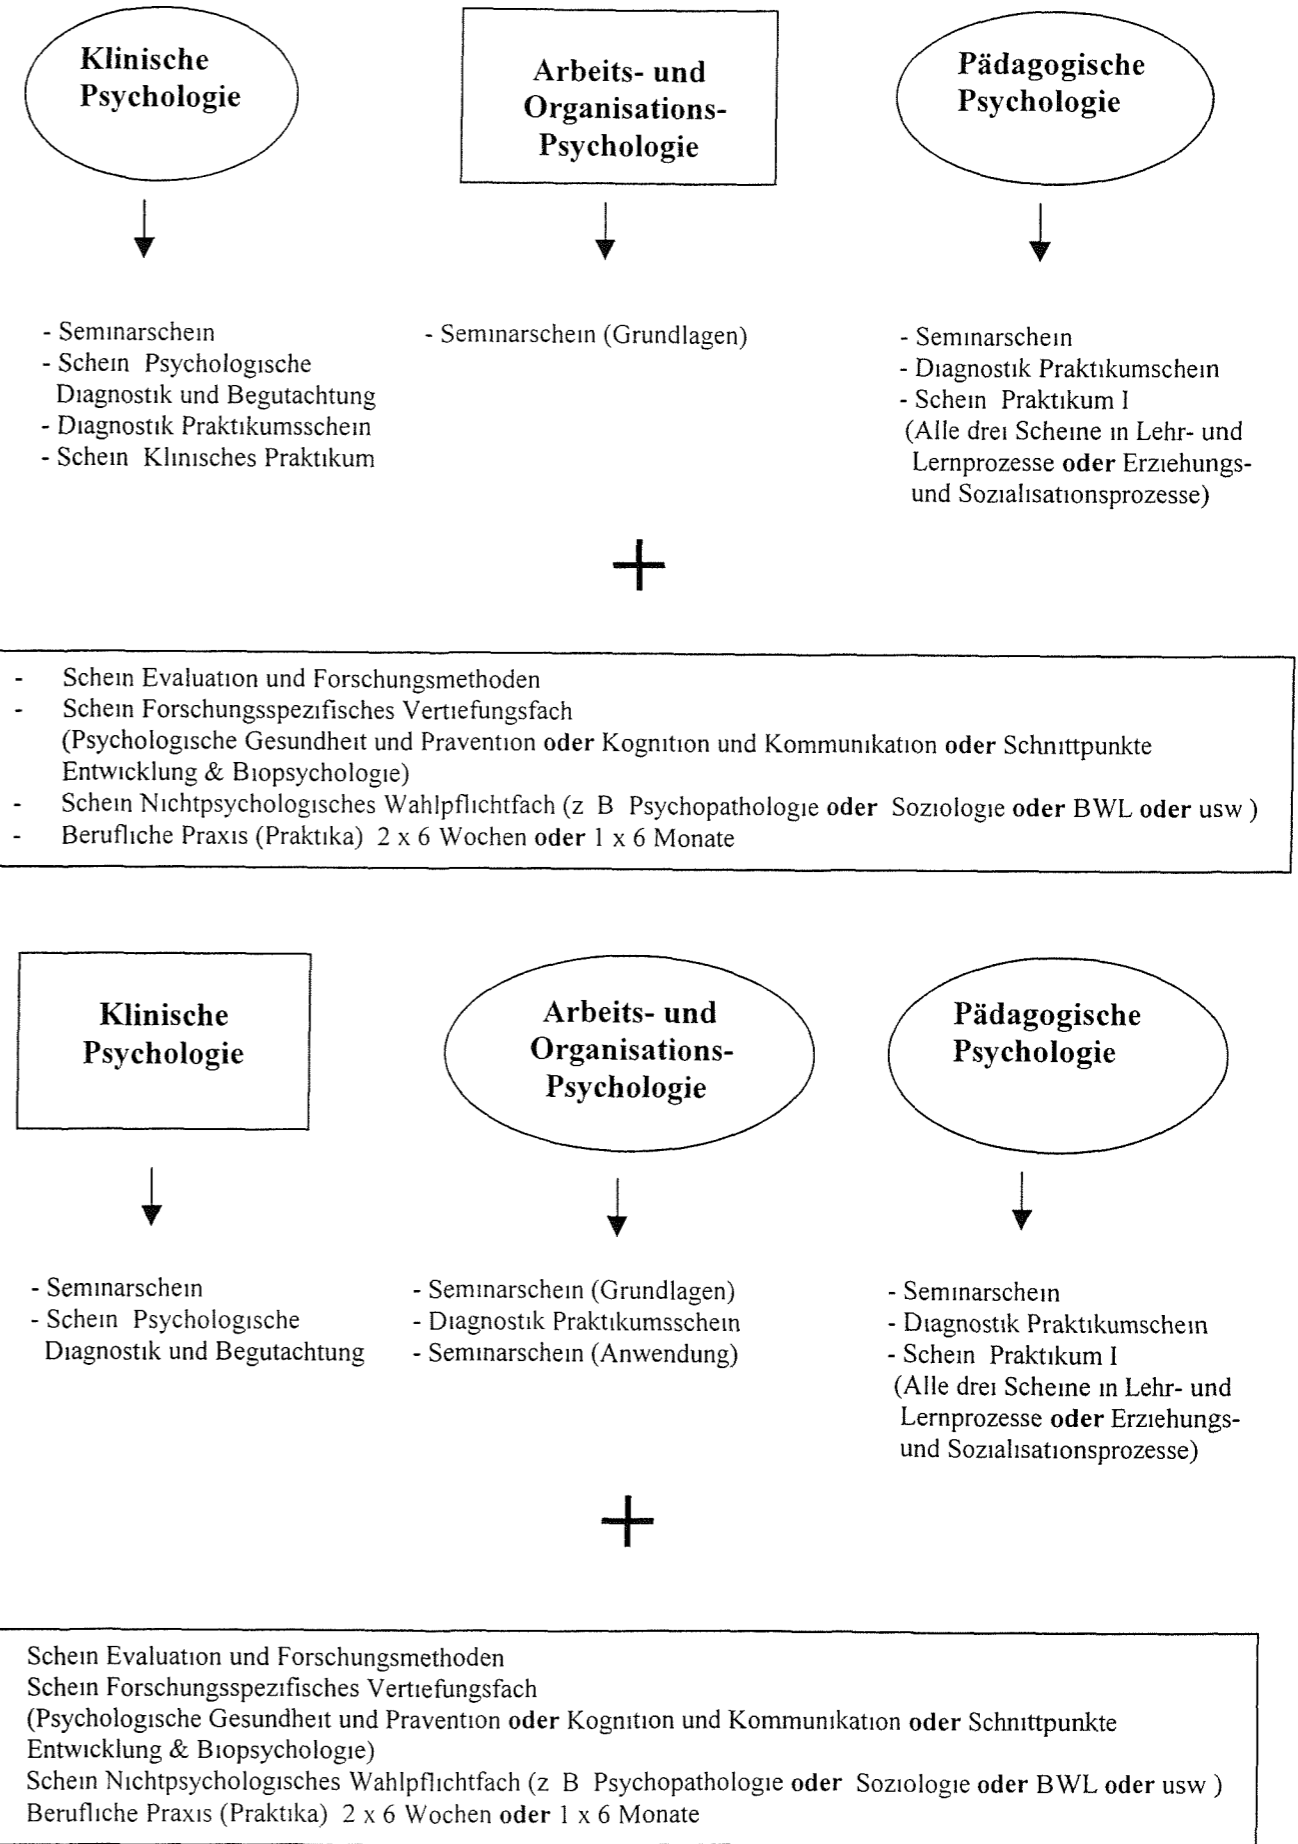 Klinische
Psychologie
Arbeits- und
Organisations-
Psychologie
Pädagogische
Psychologie
- Seminarschein
- Schein Psychologische
Diagnostik und Begutachtung
- Diagnostik Praktikumsschein
- Schein Klinisches Praktikum
- Seminarschein (Grundlagen)
- Seminarschein
- Diagnostik Praktikumschein
- Schein Praktikum I
(Alle drei Scheine in Lehr- und
Lernprozesse oder Erziehungs-
und Sozialisationsprozesse)
+
- Schein Evaluation und Forschungsmethoden
- Schein Forschungsspezifisches Vertiefungsfach
(Psychologische Gesundheit und Pravention oder Kognition und Kommunikation oder Schnittpunkte
Entwicklung & Biopsychologie)
- Schein Nichtpsychologisches Wahlpflichtfach (z B Psychopathologie oder Soziologie oder BWL oder usw )
- Berufliche Praxis (Praktika) 2 x 6 Wochen oder 1 x 6 Monate
Klinische
Psychologie
Arbeits- und
Organisations-
Psychologie
Pädagogische
Psychologie
- Seminarschein
- Schein Psychologische
Diagnostik und Begutachtung
- Seminarschein (Grundlagen)
- Diagnostik Praktikumsschein
- Seminarschein (Anwendung)
- Seminarschein
- Diagnostik Praktikumschein
- Schein Praktikum I
(Alle drei Scheine in Lehr- und
Lernprozesse oder Erziehungs-
und Sozialisationsprozesse)
+
Schein Evaluation und Forschungsmethoden
Schein Forschungsspezifisches Vertiefungsfach
(Psychologische Gesundheit und Pravention oder Kognition und Kommunikation oder Schnittpunkte
Entwicklung & Biopsychologie)
Schein Nichtpsychologisches Wahlpflichtfach (z B Psychopathologie oder Soziologie oder BWL oder usw )
Berufliche Praxis (Praktika) 2 x 6 Wochen oder 1 x 6 Monate